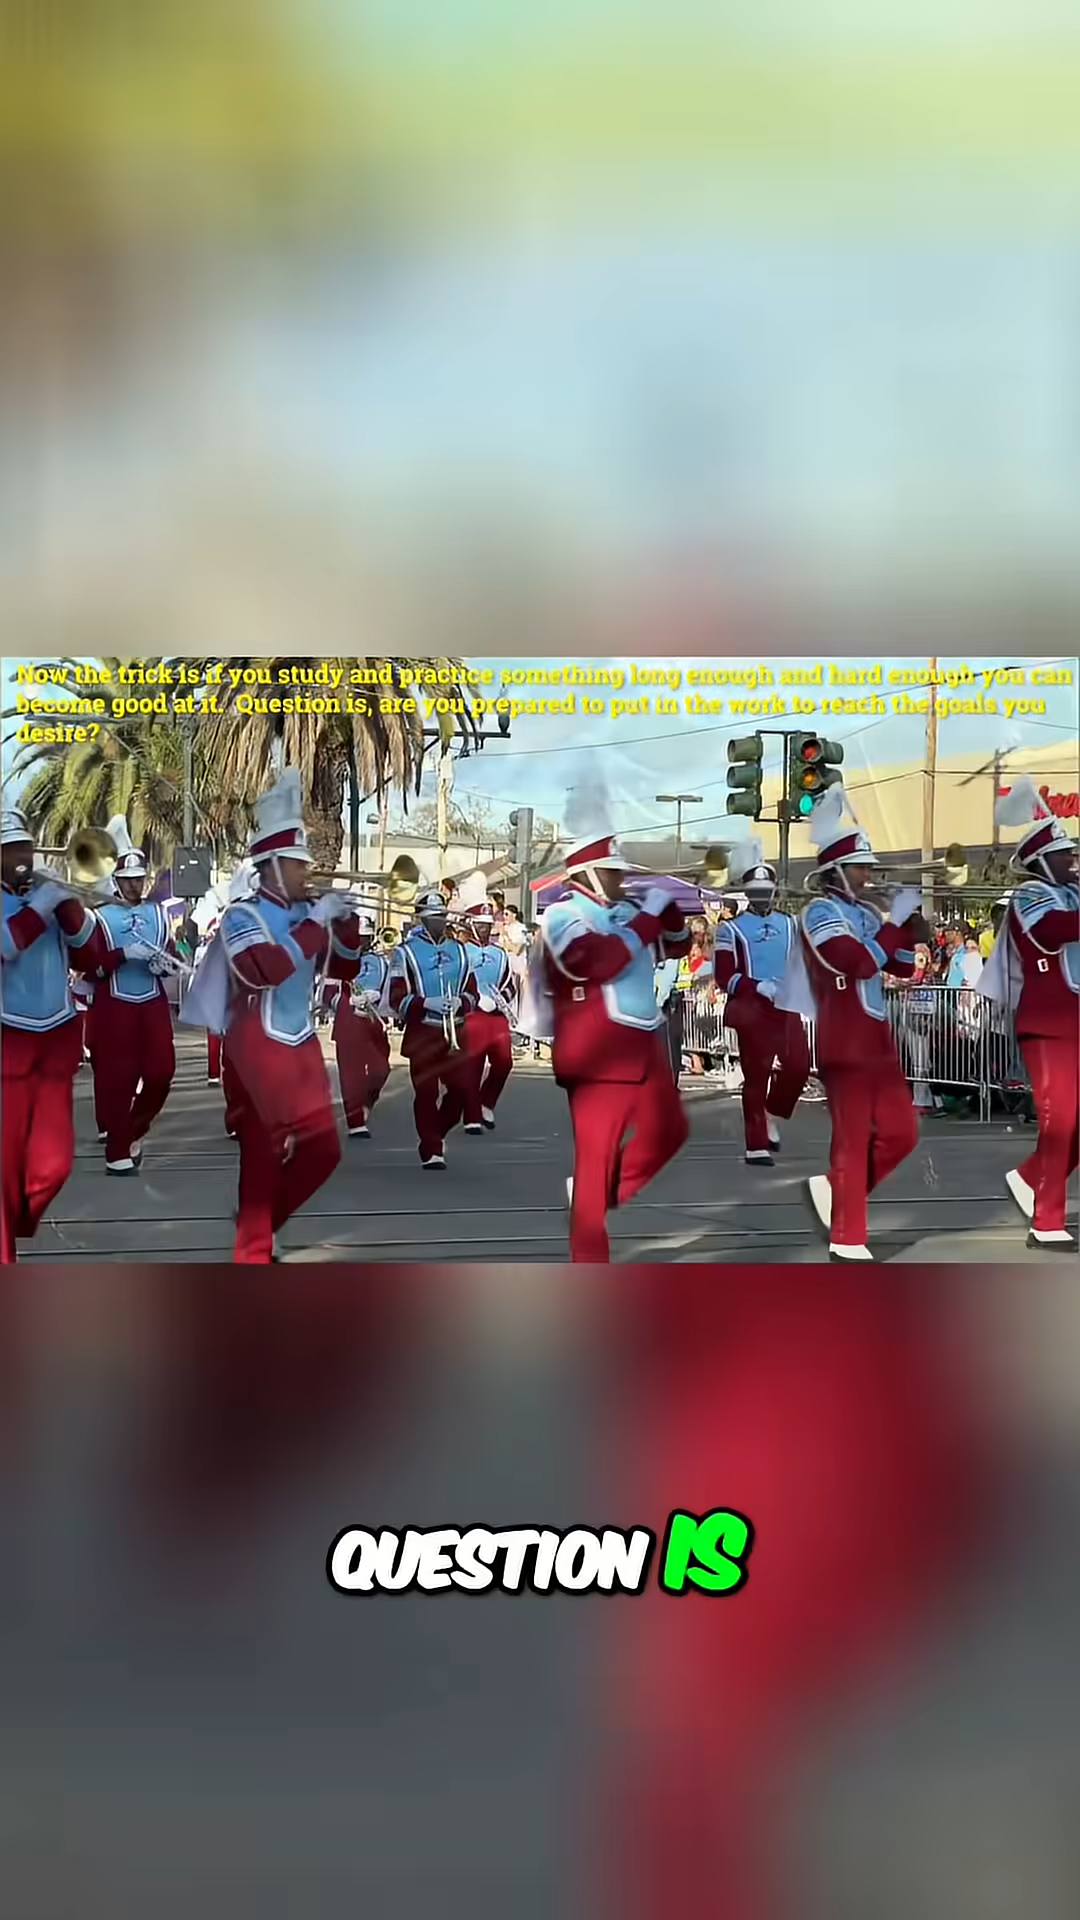 Now the trick is if you study and practice something long enough and hard enough you can
become good at it. Question is, are you prepared to put in the work to reach the goals you
desire?
QUESTION IS